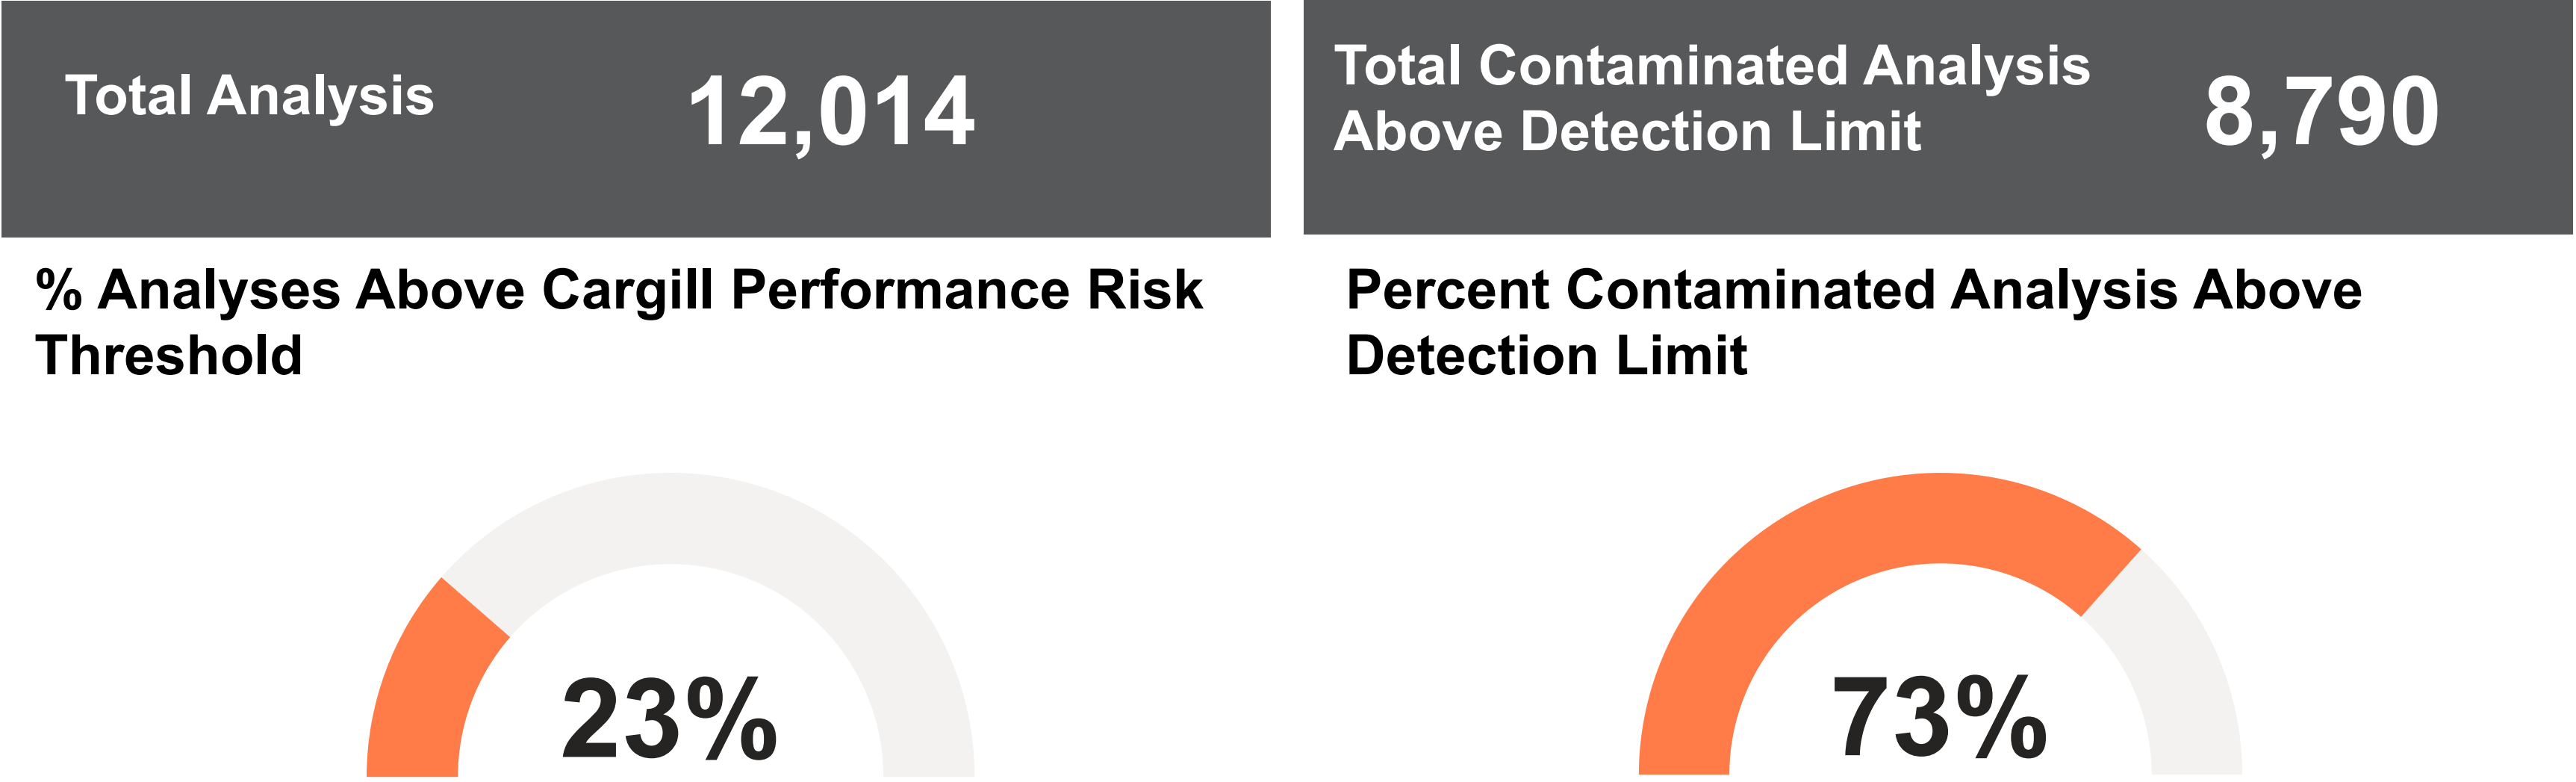 Total Analysis
12,014
Total Contaminated Analysis
Above Detection Limit
8,790
% Analyses Above Cargill Performance Risk
Threshold
23%
Percent Contaminated Analysis Above
Detection Limit
73%